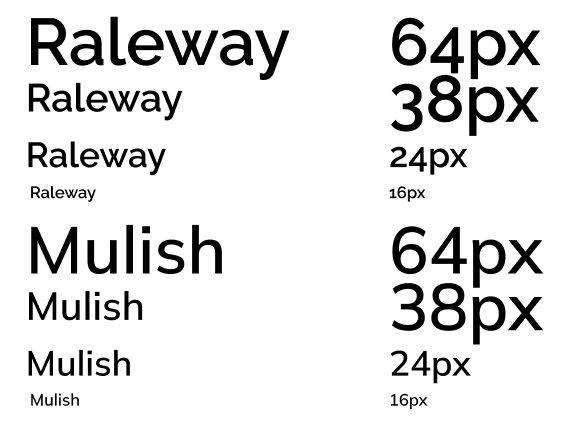 Raleway 64px
Raleway 38px
Raleway 24px
Raleway 16px
Mulish 64px
Mulish 38px
Mulish 24px
Mulish 16px